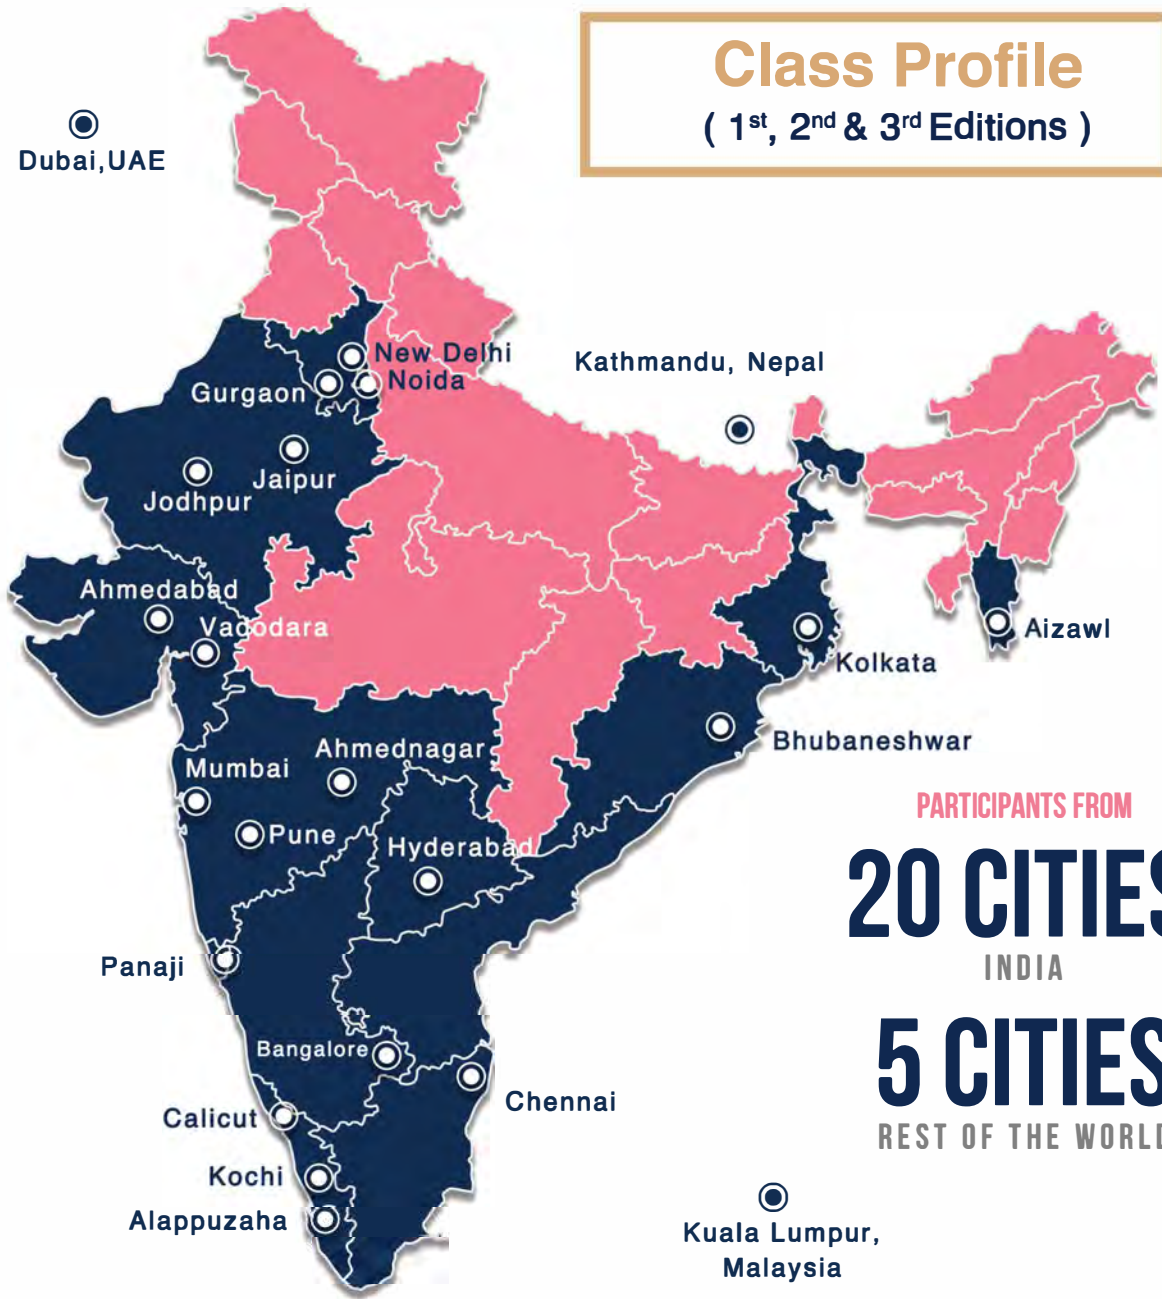 Class Profile
( 1st, 2nd & 3rd Editions )
Dubai,UAE
New Delhi
Kathmandu, Nepal
Noida
Gurgaon
Jaipur
Jodhpur
Ahmedabad
Vadodara
Aizawl
Kolkata
Bhubaneshwar
Ahmednagar
Mumbai
PARTICIPANTS FROM
Pune
Hyderabad
20 CITIES
INDIA
Panaji
5 CITIES
Bangalore
Chennai
Calicut
REST OF THE WORLD
Kochi
Alappuzaha
Kuala Lumpur,
Malaysia